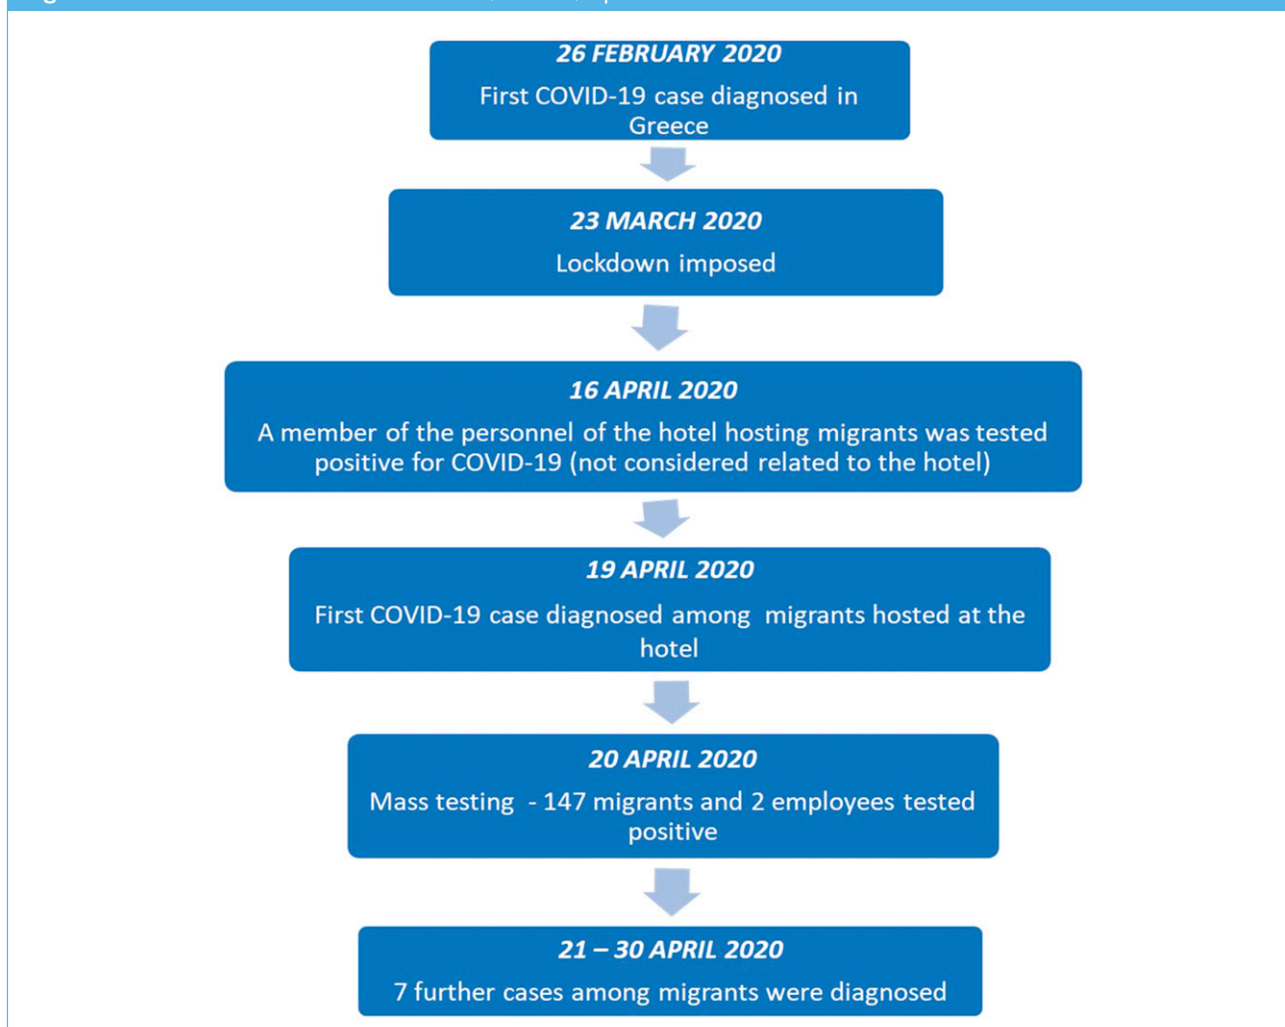 26 FEBRUARY 2020
First COVID-19 case diagnosed in
Greece
23 MARCH 2020
Lockdown imposed
16 APRIL 2020
A member of the personnel of the hotel hosting migrants was tested
positive for COVID-19 (not considered related to the hotel)
19 APRIL 2020
First COVID-19 case diagnosed among migrants hosted at the
hotel
20 APRIL 2020
Mass testing - 147 migrants and 2 employees tested
positive
21 – 30 APRIL 2020
7 further cases among migrants were diagnosed